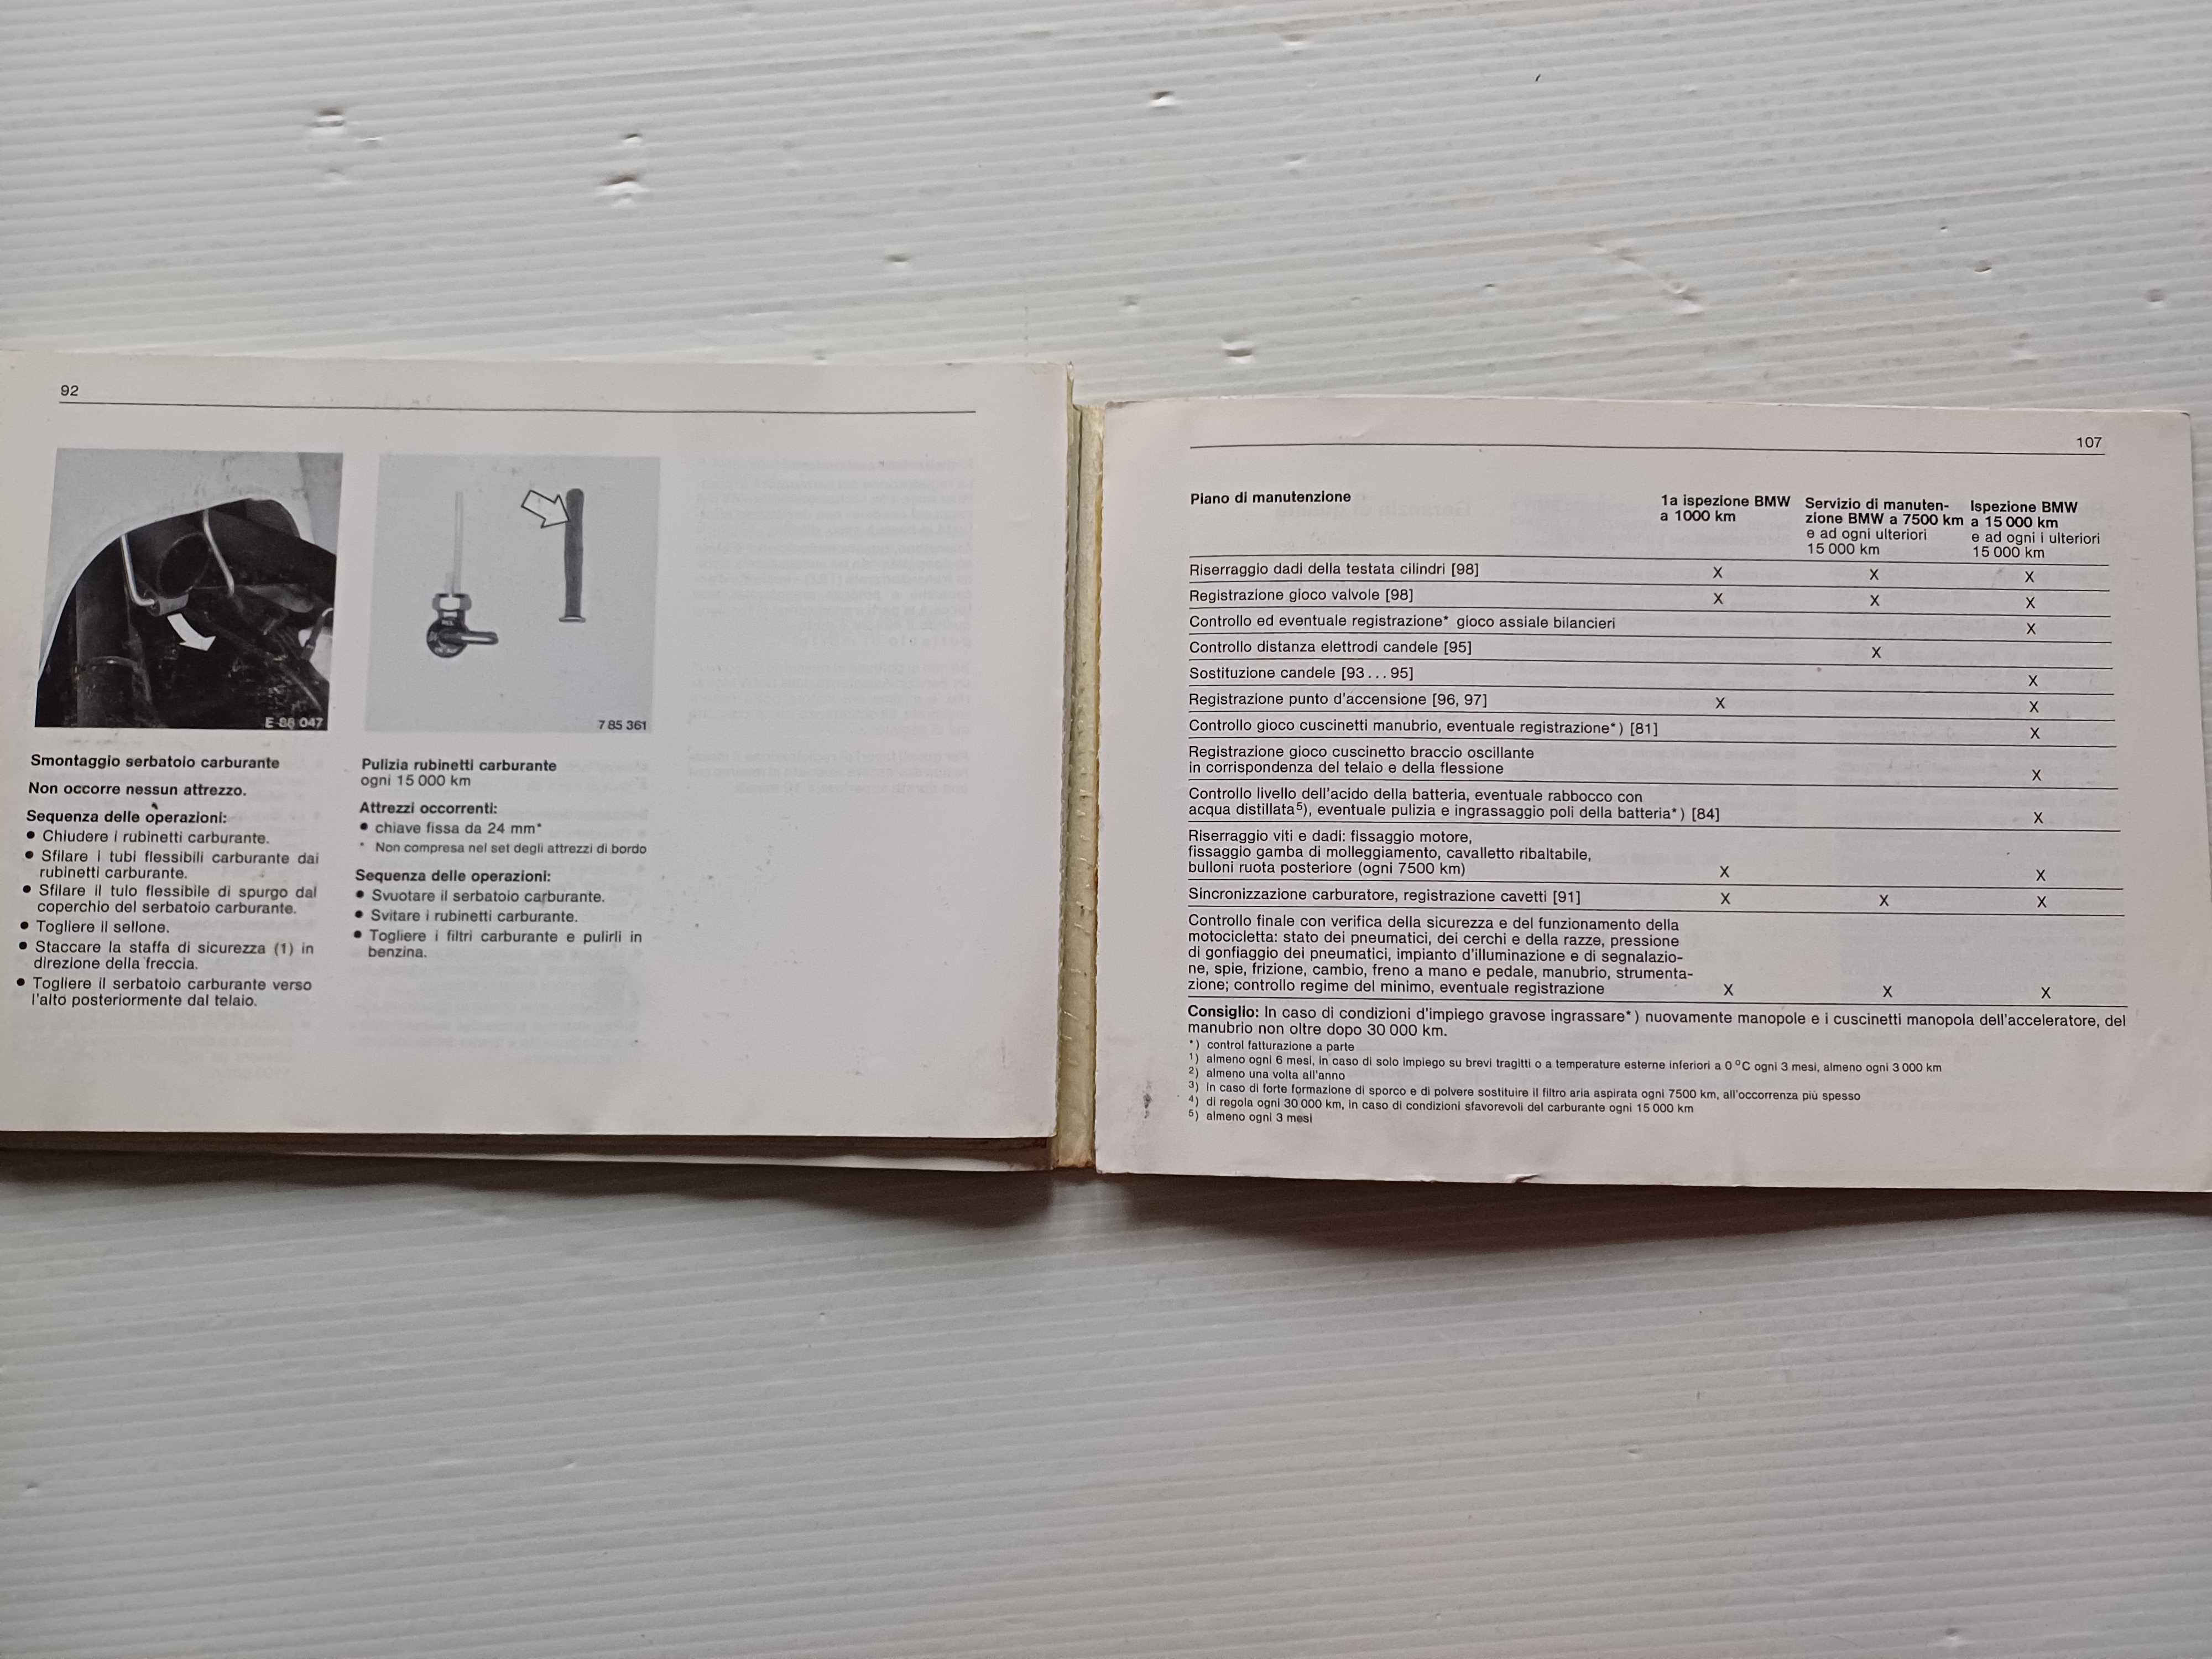 92
E 86 047
7 85 361
Smontaggio serbatoio carburante
Non occorre nessun attrezzo.
Sequenza delle operazioni:
● Chiudere i rubinetti carburante.
● Sfilare i tubi flessibili carburante dai
rubinetti carburante.
● Sfilare il tulo flessibile di spurgo dal
coperchio del serbatoio carburante.
● Togliere il sellone.
● Staccare la staffa di sicurezza (1) in
direzione della freccia.
● Togliere il serbatoio carburante verso
l'alto posteriormente dal telaio.
Pulizia rubinetti carburante
ogni 15 000 km
Attrezzi occorrenti:
● chiave fissa da 24 mm*
* Non compresa nel set degli attrezzi di bordo
Sequenza delle operazioni:
● Svuotare il serbatoio carburante.
● Svitare i rubinetti carburante.
● Togliere i filtri carburante e pulirli in
benzina.
107
Piano di manutenzione
1a ispezione BMW
a 1000 km
Servizio di manuten-
zione BMW a 7500 km
e ad ogni ulteriori
15 000 km
Ispezione BMW
a 15 000 km
e ad ogni i ulteriori
15 000 km
Riserraggio dadi della testata cilindri [98] X X X
Registrazione gioco valvole [98] X X X
Controllo ed eventuale registrazione* gioco assiale bilancieri X
Controllo distanza elettrodi candele [95] X
Sostituzione candele [93 . . . 95] X
Registrazione punto d'accensione [96, 97] X X
Controllo gioco cuscinetti manubrio, eventuale registrazione*) [81] X
Registrazione gioco cuscinetto braccio oscillante
in corrispondenza del telaio e della flessione X
Controllo livello dell'acido della batteria, eventuale rabbocco con
acqua distillata5), eventuale pulizia e ingrassaggio poli della batteria*) [84] X
Riserraggio viti e dadi: fissaggio motore,
fissaggio gamba di molleggiamento, cavalletto ribaltabile,
bulloni ruota posteriore (ogni 7500 km) X X
Sincronizzazione carburatore, registrazione cavetti [91] X X X
Controllo finale con verifica della sicurezza e del funzionamento della
motocicletta: stato dei pneumatici, dei cerchi e della razze, pressione
di gonfiaggio dei pneumatici, impianto d'illuminazione e di segnalazio-
ne, spie, frizione, cambio, freno a mano e pedale, manubrio, strumenta-
zione; controllo regime del minimo, eventuale registrazione X X X
Consiglio: In caso di condizioni d'impiego gravose ingrassare*) nuovamente manopole e i cuscinetti manopola dell'acceleratore, del
manubrio non oltre dopo 30 000 km.
*) control fatturazione a parte
1) almeno ogni 6 mesi, in caso di solo impiego su brevi tragitti o a temperature esterne inferiori a 0 °C ogni 3 mesi, almeno ogni 3 000 km
2) almeno una volta all'anno
3) in caso di forte formazione di sporco e di polvere sostituire il filtro aria aspirata ogni 7500 km, all'occorrenza più spesso
4) di regola ogni 30 000 km, in caso di condizioni sfavorevoli del carburante ogni 15 000 km
5) almeno ogni 3 mesi